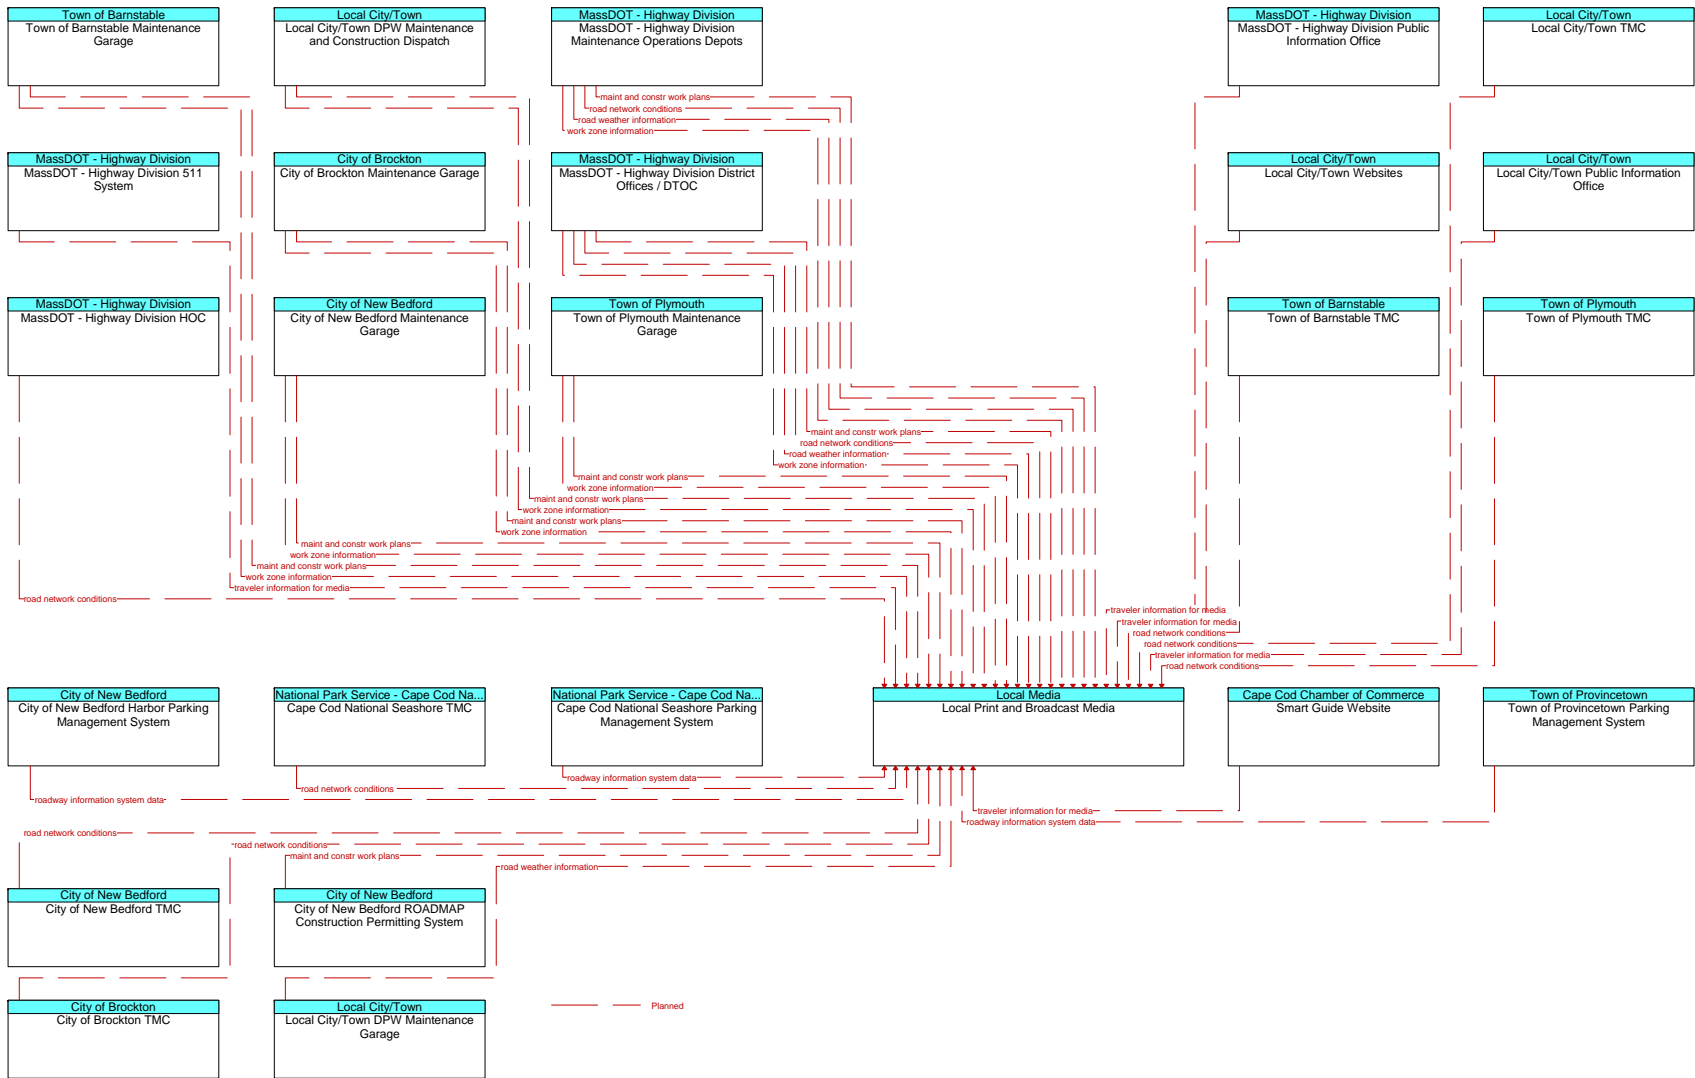 Town of Barnstable
Town of Barnstable Maintenance
Garage
Local City/Town
Local City/Town DPW Maintenance
and Construction Dispatch
MassDOT - Highway Division
MassDOT - Highway Division
Maintenance Operations Depots
MassDOT - Highway Division
MassDOT - Highway Division Public
Information Office
Local City/Town
Local City/Town TMC
maint and constr work plans
road network conditions
road weather information
work zone information
MassDOT - Highway Division
MassDOT - Highway Division 511
System
City of Brockton
City of Brockton Maintenance Garage
MassDOT - Highway Division
MassDOT - Highway Division District
Offices / DTOC
Local City/Town
Local City/Town Websites
Local City/Town
Local City/Town Public Information
Office
MassDOT - Highway Division
MassDOT - Highway Division HOC
City of New Bedford
City of New Bedford Maintenance
Garage
Town of Plymouth
Town of Plymouth Maintenance
Garage
Town of Barnstable
Town of Barnstable TMC
Town of Plymouth
Town of Plymouth TMC
maint and constr work plans
road network conditions
road weather information
work zone information
maint and constr work plans
work zone information
maint and constr work plans
work zone information
maint and constr work plans
work zone information
maint and constr work plans
work zone information
maint and constr work plans
work zone information
traveler information for media
road network conditions
traveler information for media
traveler information for media
road network conditions
road network conditions
traveler information for media
road network conditions
City of New Bedford
City of New Bedford Harbor Parking
Management System
National Park Service - Cape Cod Na...
Cape Cod National Seashore TMC
National Park Service - Cape Cod Na...
Cape Cod National Seashore Parking
Management System
Local Media
Local Print and Broadcast Media
Cape Cod Chamber of Commerce
Smart Guide Website
Town of Provincetown
Town of Provincetown Parking
Management System
roadway information system data
road network conditions
roadway information system data
traveler information for media
roadway information system data
road network conditions
road network conditions
maint and constr work plans
road weather information
City of New Bedford
City of New Bedford TMC
City of New Bedford
City of New Bedford ROADMAP
Construction Permitting System
City of Brockton
City of Brockton TMC
Local City/Town
Local City/Town DPW Maintenance
Garage
Planned